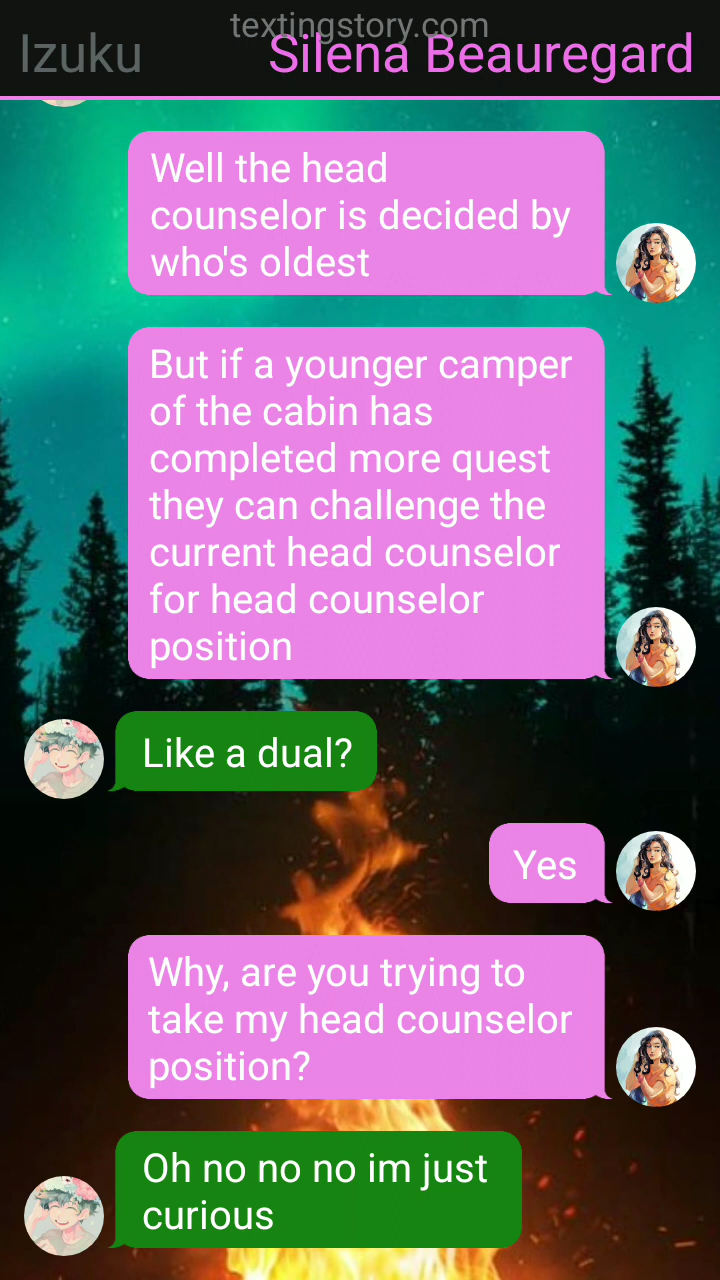 textingstory.com
Izuku
Silena Beauregard
Well the head
counselor is decided by
who's oldest
But if a younger camper
of the cabin has
completed more quest
they can challenge the
current head counselor
for head counselor
position
Like a dual?
Yes
Why, are you trying to
take my head counselor
position?
Oh no no no im just
curious